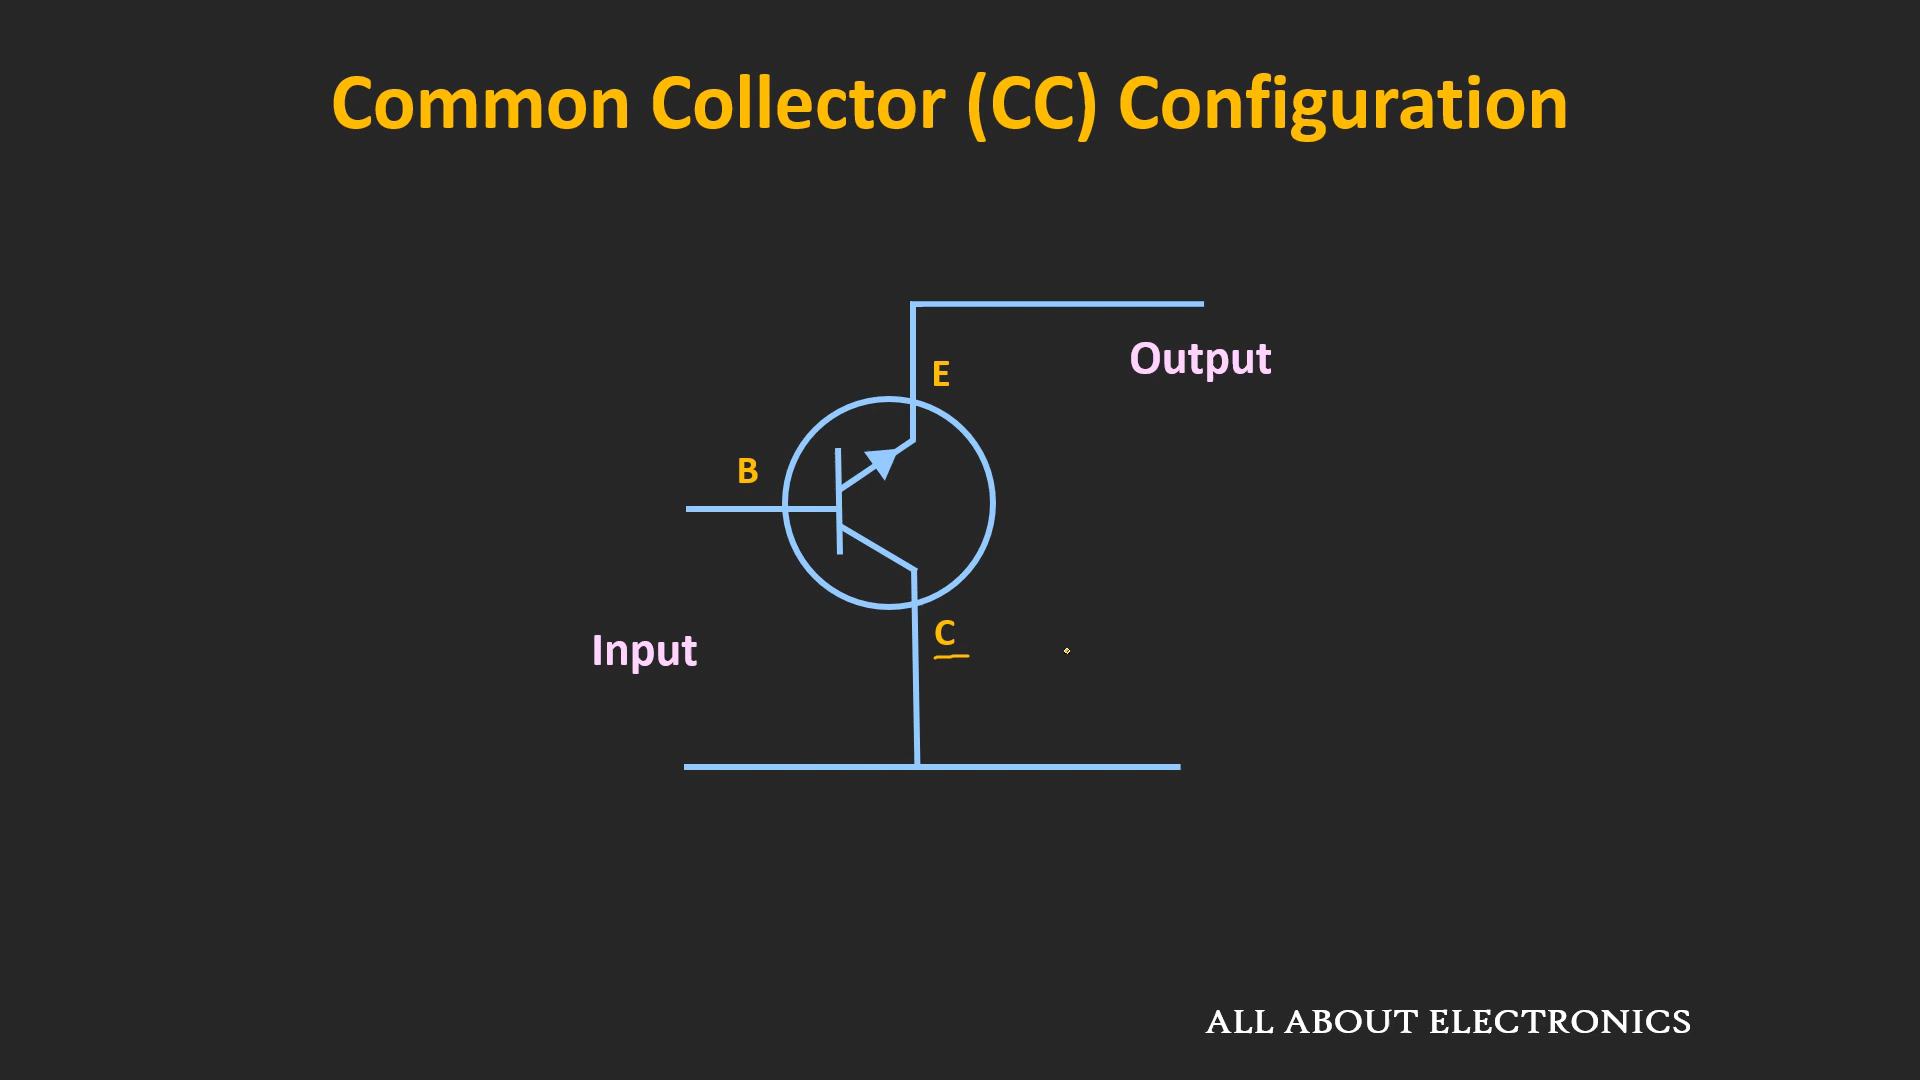 Common Collector (CC) Configuration
Output
E
B
C
Input
ALL ABOUT ELECTRONICS